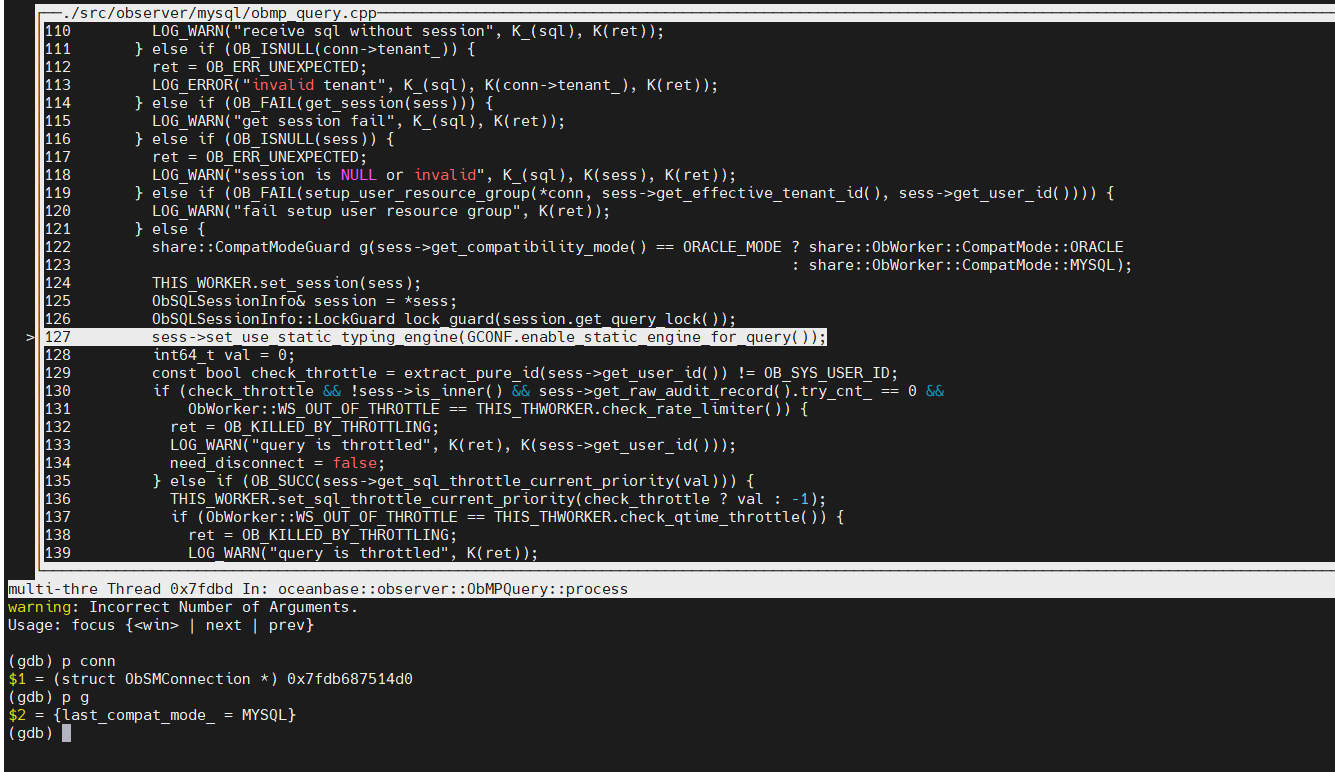 ./src/observer/mysql/obmp_query.cpp
110         LOG_WARN("receive sql without session", K_(sql), K(ret));
111       } else if (OB_ISNULL(conn->tenant_)) {
112         ret = OB_ERR_UNEXPECTED;
113         LOG_ERROR("invalid tenant", K_(sql), K(conn->tenant_), K(ret));
114       } else if (OB_FAIL(get_session(sess))) {
115         LOG_WARN("get session fail", K_(sql), K(ret));
116       } else if (OB_ISNULL(sess)) {
117         ret = OB_ERR_UNEXPECTED;
118         LOG_WARN("session is NULL or invalid", K_(sql), K(sess), K(ret));
119       } else if (OB_FAIL(setup_user_resource_group(*conn, sess->get_effective_tenant_id(), sess->get_user_id()))) {
120         LOG_WARN("fail setup user resource group", K(ret));
121       } else {
122         share::CompatModeGuard g(sess->get_compatibility_mode() == ORACLE_MODE ? share::ObWorker::CompatMode::ORACLE
123                                                                                : share::ObWorker::CompatMode::MYSQL);
124         THIS_WORKER.set_session(sess);
125         ObSQLSessionInfo& session = *sess;
126         ObSQLSessionInfo::LockGuard lock_guard(session.get_query_lock());
>127         sess->set_use_static_typing_engine(GCONF.enable_static_engine_for_query());
128         int64_t val = 0;
129         const bool check_throttle = extract_pure_id(sess->get_user_id()) != OB_SYS_USER_ID;
130         if (check_throttle && !sess->is_inner() && sess->get_raw_audit_record().try_cnt_ == 0 &&
131             ObWorker::WS_OUT_OF_THROTTLE == THIS_THWORKER.check_rate_limiter()) {
132           ret = OB_KILLED_BY_THROTTLING;
133           LOG_WARN("query is throttled", K(ret), K(sess->get_user_id()));
134           need_disconnect = false;
135         } else if (OB_SUCC(sess->get_sql_throttle_current_priority(val))) {
136           THIS_WORKER.set_sql_throttle_current_priority(check_throttle ? val : -1);
137           if (ObWorker::WS_OUT_OF_THROTTLE == THIS_THWORKER.check_qtime_throttle()) {
138             ret = OB_KILLED_BY_THROTTLING;
139             LOG_WARN("query is throttled", K(ret));
multi-thre Thread 0x7fdbd In: oceanbase::observer::ObMPQuery::process
warning: Incorrect Number of Arguments.
Usage: focus {<win> | next | prev}
(gdb) p conn
$1 = (struct ObSMConnection *) 0x7fdb687514d0
(gdb) p g
$2 = {last_compat_mode_ = MYSQL}
(gdb)